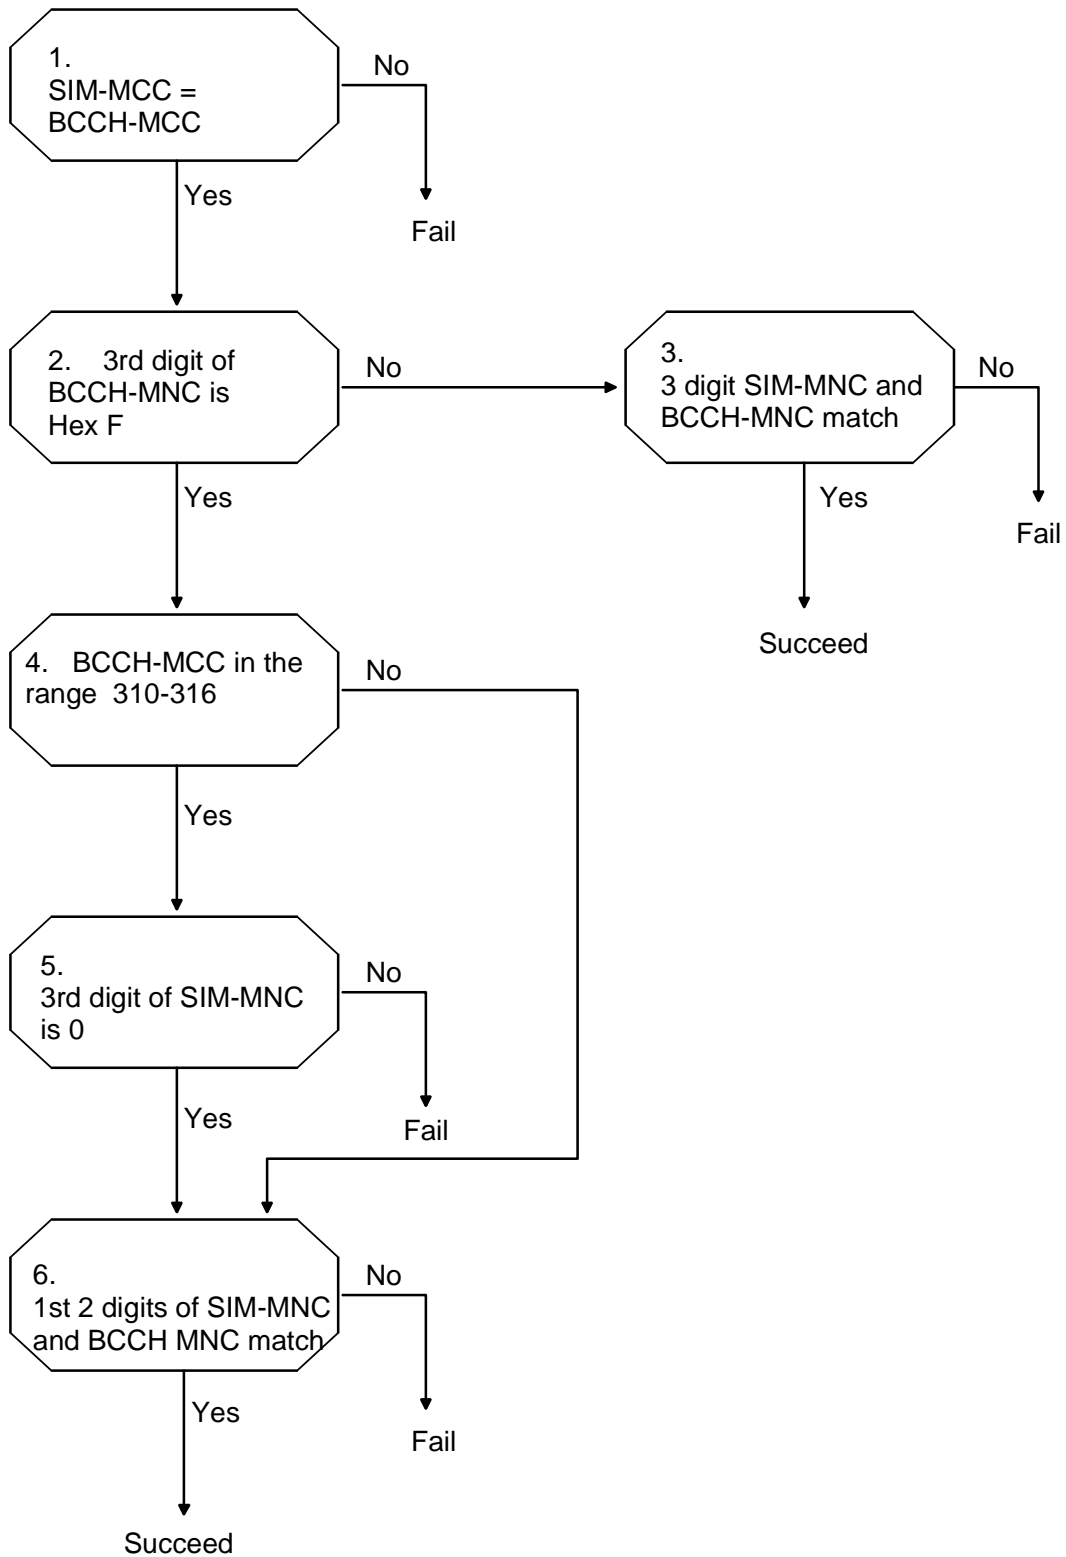 1.
SIM-MCC =
BCCH-MCC
No
Yes
Fail
2. 3rd digit of
BCCH-MNC is
Hex F
No
3.
3 digit SIM-MNC and
BCCH-MNC match
No
Yes
Yes
Fail
Succeed
4. BCCH-MCC in the
range 310-316
No
Yes
5.
3rd digit of SIM-MNC
is 0
No
Yes
Fail
6.
1st 2 digits of SIM-MNC
and BCCH MNC match
No
Yes
Fail
Succeed